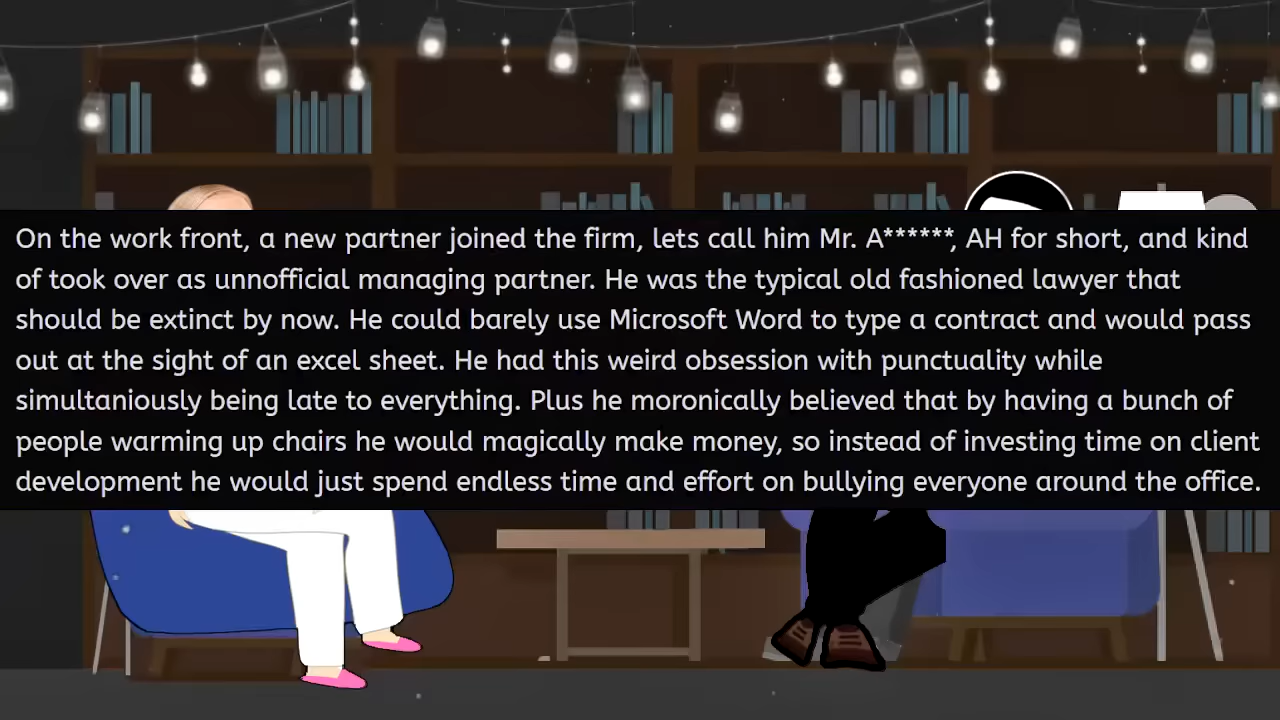 On the work front, a new partner joined the firm, lets call him Mr. A******, AH for short, and kind
of took over as unnofficial managing partner. He was the typical old fashioned lawyer that
should be extinct by now. He could barely use Microsoft Word to type a contract and would pass
out at the sight of an excel sheet. He had this weird obsession with punctuality while
simultaniously being late to everything. Plus he moronically believed that by having a bunch of
people warming up chairs he would magically make money, so instead of investing time on client
development he would just spend endless time and effort on bullying everyone around the office.